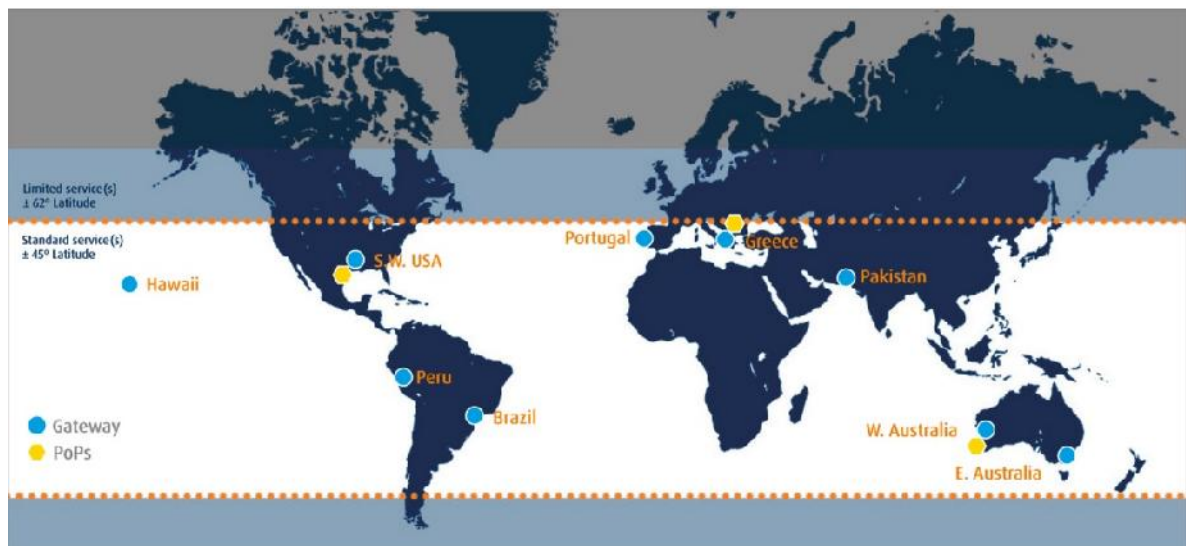 Limited service(s)
± 62° Latitude
Standard service(s)
± 45° Latitude
Portugal
Greece
S.W. USA
Hawaii
Pakistan
Peru
Brazil
Gateway
PoPs
W. Australia
E. Australia